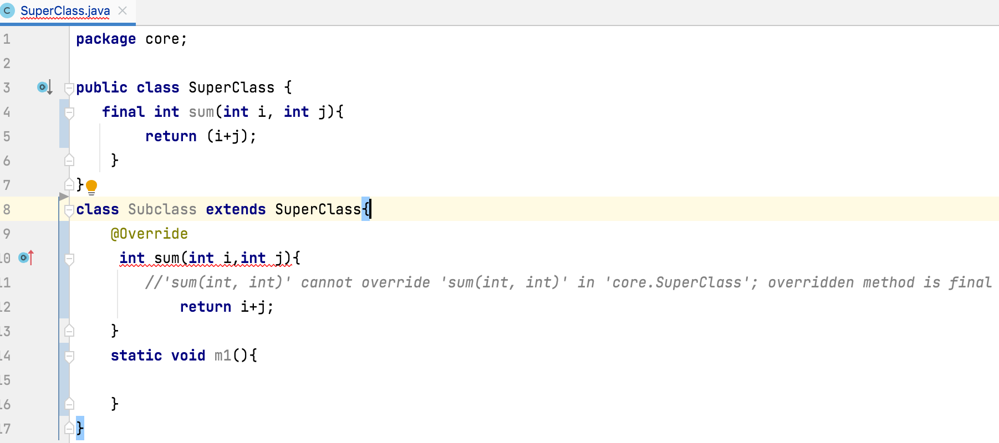 SuperClass.java
1 package core;
2
3 public class SuperClass {
4 final int sum(int i, int j){
5 return (i+j);
6 }
7 }
8 class Subclass extends SuperClass{
9 @Override
10 int sum(int i,int j){
11 //'sum(int, int)' cannot override 'sum(int, int)' in 'core.SuperClass'; overridden method is final
12 return i+j;
13 }
14 static void m1(){
15
16 }
17 }